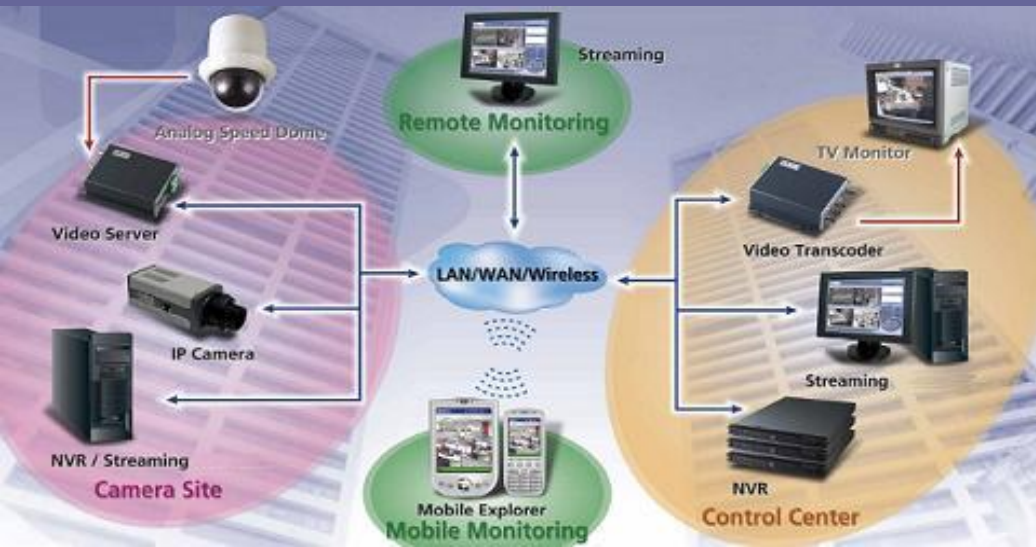 Analog Speed Dome
Video Server
IP Camera
NVR / Streaming
Camera Site
Streaming
Remote Monitoring
LAN/WAN/Wireless
Mobile Explorer
Mobile Monitoring
TV Monitor
Video Transcoder
Streaming
NVR
Control Center